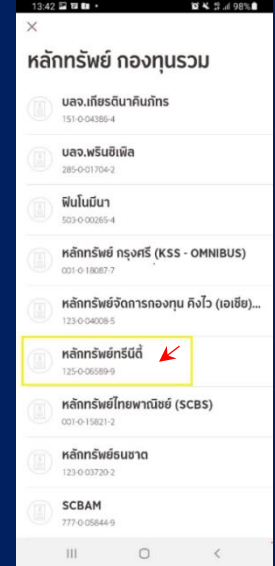 13:42
98%
หลักทรัพย์ กองทุนรวม
บลจ.เกียรตินาคินภัทร
151-0-04386-4
บลจ.พรินซิเพิล
285-0-01704-2
ฟินโนมีนา
503-0-00265-4
หลักทรัพย์ กรุงศรี (KSS - OMNIBUS)
001-0-18087-7
หลักทรัพย์จัดการกองทุน คิงไว (เอเชีย)...
123-0-04008-5
หลักทรัพย์ทรีนีตี้
125-0-06589-9
หลักทรัพย์ไทยพาณิชย์ (SCBS)
001-0-15821-2
หลักทรัพย์ธนชาต
123-0-03720-2
SCBAM
777-0-05844-9